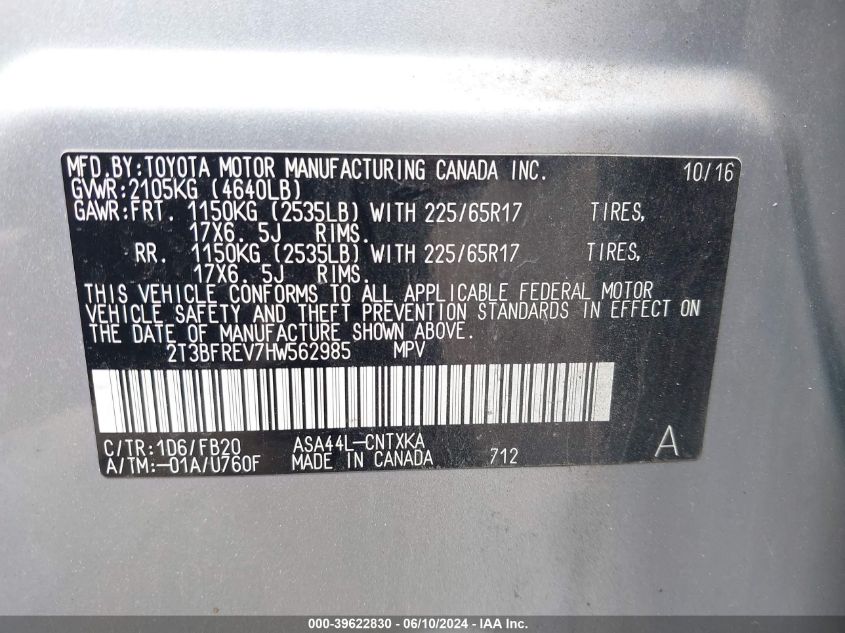 MFD.BY:TOYOTA MOTOR MANUFACTURING CANADA INC. 10/16
GVWR:2105KG (4640LB)
GAWR:FRT. 1150KG (2535LB) WITH 225/65R17 TIRES,
17X6.5J RIMS.
RR. 1150KG (2535LB) WITH 225/65R17 TIRES,
17X6.5J RIMS.
THIS VEHICLE CONFORMS TO ALL APPLICABLE FEDERAL MOTOR
VEHICLE SAFETY AND THEFT PREVENTION STANDARDS IN EFFECT ON
THE DATE OF MANUFACTURE SHOWN ABOVE.
2T3BFREV7HW562985 MPV
C/TR:1D6/FB20 ASA44L-CNTXKA A
A/TM:-01A/U760F MADE IN CANADA 712
000-39622830 - 06/10/2024 - IAA Inc.